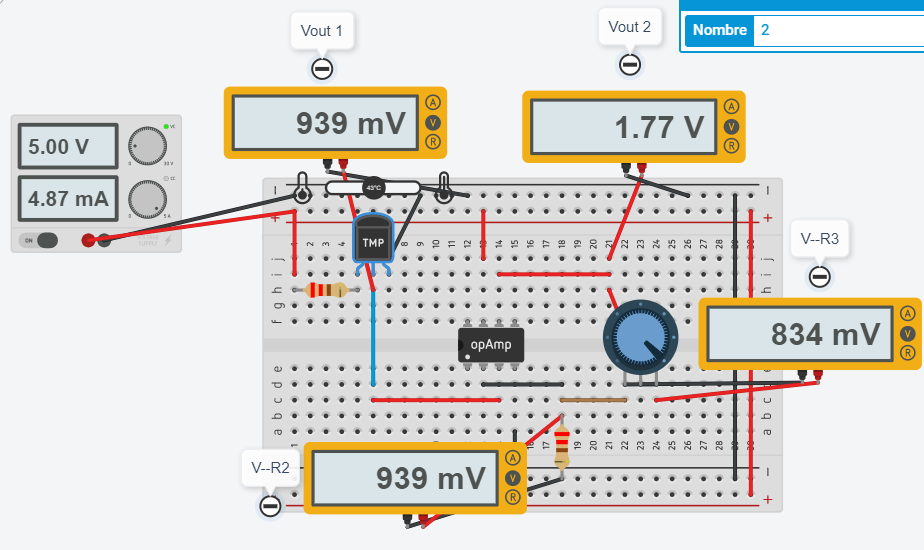 Vout 1
Vout 2
Nombre 2
939 mV
A
V
R
1.77 V
A
V
R
5.00 V
4.87 mA
ON
43°C
TMP
V--R3
834 mV
A
V
R
opAmp
j
i
h
g
f
e
d
c
b
a
V--R2
939 mV
A
V
R